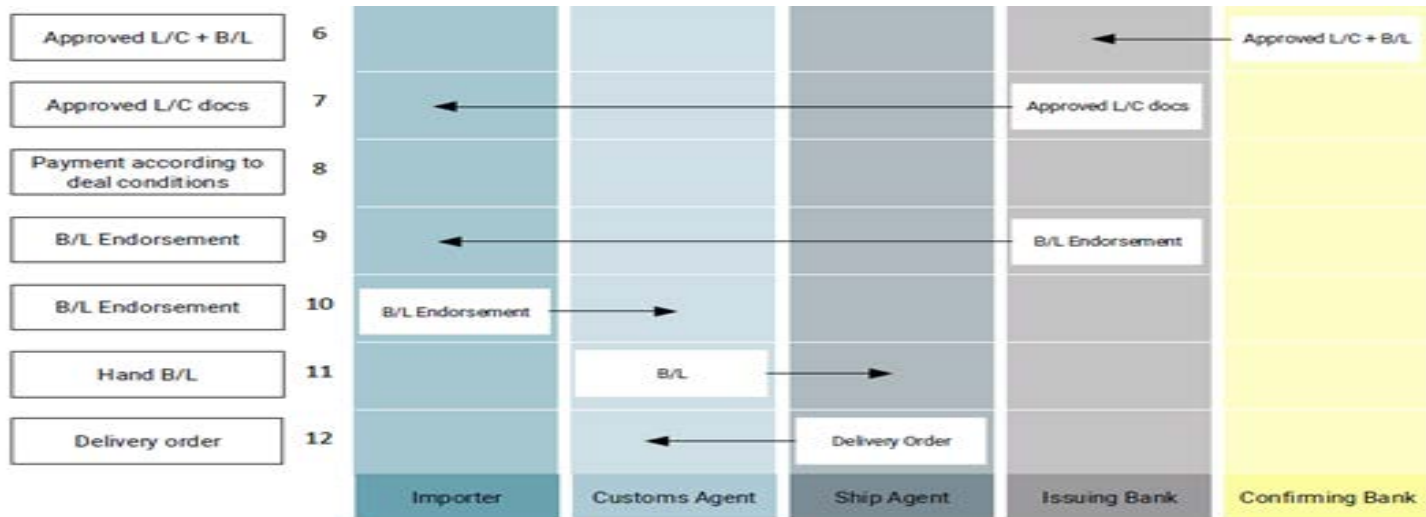 Approved L/C + B/L 6 Approved L/C + B/L
Approved L/C docs 7 Approved L/C docs
Payment according to
deal conditions 8
B/L Endorsement 9 B/L Endorsement
B/L Endorsement 10 B/L Endorsement
Hand B/L 11 B/L
Delivery order 12 Delivery Order
Importer Customs Agent Ship Agent Issuing Bank Confirming Bank